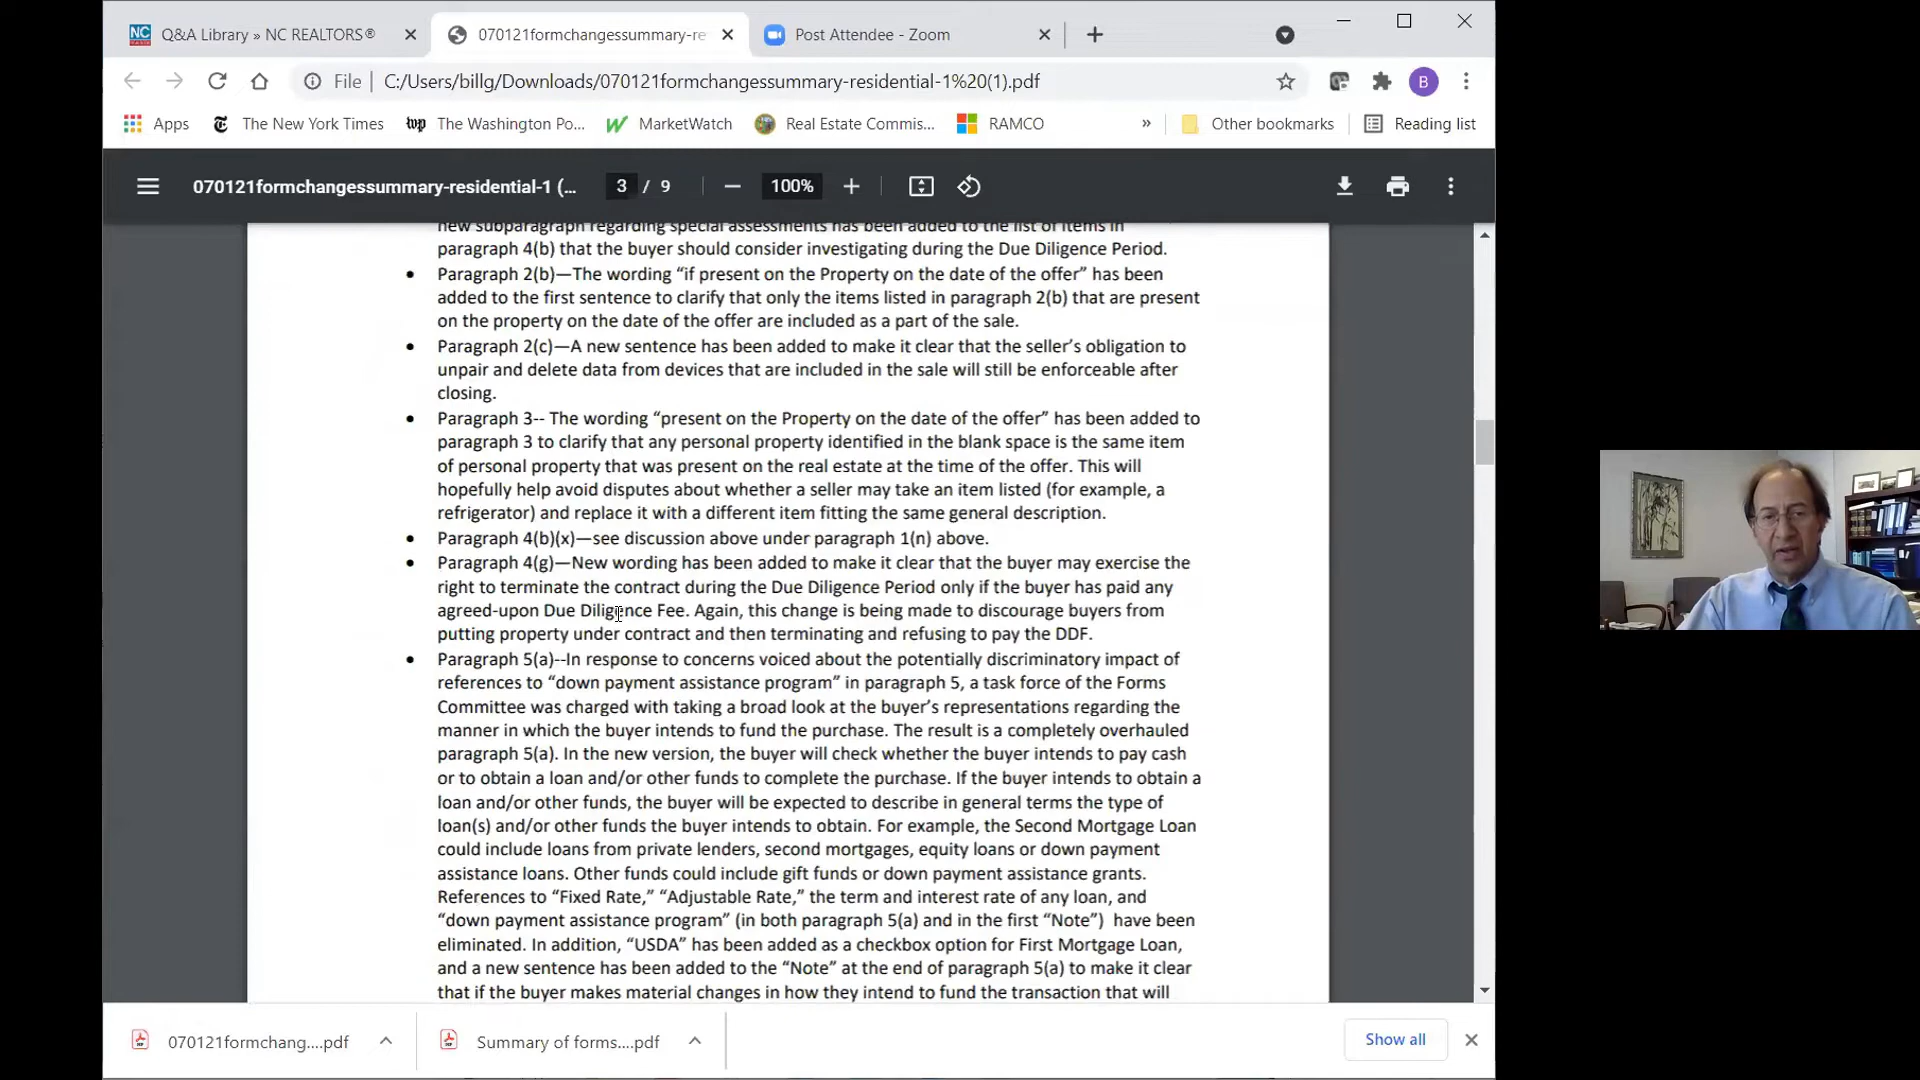 Q&A Library » NC REALTORS®
070121formchangessummary-re
Post Attendee - Zoom
File
C:/Users/billg/Downloads/070121formchangessummary-residential-1%20(1).pdf
B
Apps
The New York Times
wp The Washington Po...
MarketWatch
Real Estate Commis...
RAMCO
»
Other bookmarks
Reading list
070121formchangessummary-residential-1 (...
3 / 9
100%
new subparagraph regarding special assessments has been added to the list of items in
paragraph 4(b) that the buyer should consider investigating during the Due Diligence Period.
• Paragraph 2(b)—The wording “if present on the Property on the date of the offer” has been
added to the first sentence to clarify that only the items listed in paragraph 2(b) that are present
on the property on the date of the offer are included as a part of the sale.
• Paragraph 2(c)—A new sentence has been added to make it clear that the seller’s obligation to
unpair and delete data from devices that are included in the sale will still be enforceable after
closing.
• Paragraph 3-- The wording “present on the Property on the date of the offer” has been added to
paragraph 3 to clarify that any personal property identified in the blank space is the same item
of personal property that was present on the real estate at the time of the offer. This will
hopefully help avoid disputes about whether a seller may take an item listed (for example, a
refrigerator) and replace it with a different item fitting the same general description.
• Paragraph 4(b)(x)—see discussion above under paragraph 1(n) above.
• Paragraph 4(g)—New wording has been added to make it clear that the buyer may exercise the
right to terminate the contract during the Due Diligence Period only if the buyer has paid any
agreed-upon Due Diligence Fee. Again, this change is being made to discourage buyers from
putting property under contract and then terminating and refusing to pay the DDF.
• Paragraph 5(a)--In response to concerns voiced about the potentially discriminatory impact of
references to “down payment assistance program” in paragraph 5, a task force of the Forms
Committee was charged with taking a broad look at the buyer’s representations regarding the
manner in which the buyer intends to fund the purchase. The result is a completely overhauled
paragraph 5(a). In the new version, the buyer will check whether the buyer intends to pay cash
or to obtain a loan and/or other funds to complete the purchase. If the buyer intends to obtain a
loan and/or other funds, the buyer will be expected to describe in general terms the type of
loan(s) and/or other funds the buyer intends to obtain. For example, the Second Mortgage Loan
could include loans from private lenders, second mortgages, equity loans or down payment
assistance loans. Other funds could include gift funds or down payment assistance grants.
References to “Fixed Rate,” “Adjustable Rate,” the term and interest rate of any loan, and
“down payment assistance program” (in both paragraph 5(a) and in the first “Note”) have been
eliminated. In addition, “USDA” has been added as a checkbox option for First Mortgage Loan,
and a new sentence has been added to the “Note” at the end of paragraph 5(a) to make it clear
that if the buyer makes material changes in how they intend to fund the transaction that will
070121formchang....pdf
Summary of forms....pdf
Show all